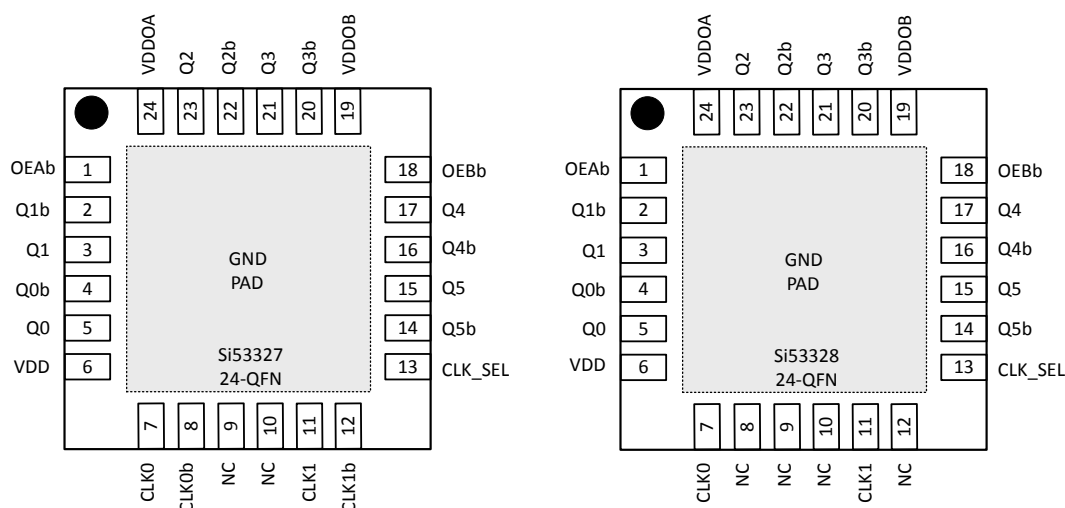 VDDOA
Q2
Q2b
Q3
Q3b
VDDOB
24
23
22
21
20
19
OEAb
1
Q1b
2
Q1
3
Q0b
4
Q0
5
VDD
6
18
OEBb
17
Q4
16
Q4b
15
Q5
14
Q5b
13
CLK_SEL
GND
PAD
Si53327
24-QFN
7
8
9
10
11
12
CLK0
CLK0b
NC
NC
CLK1
CLK1b
VDDOA
Q2
Q2b
Q3
Q3b
VDDOB
24
23
22
21
20
19
OEAb
1
Q1b
2
Q1
3
Q0b
4
Q0
5
VDD
6
18
OEBb
17
Q4
16
Q4b
15
Q5
14
Q5b
13
CLK_SEL
GND
PAD
Si53328
24-QFN
7
8
9
10
11
12
CLK0
NC
NC
NC
CLK1
NC